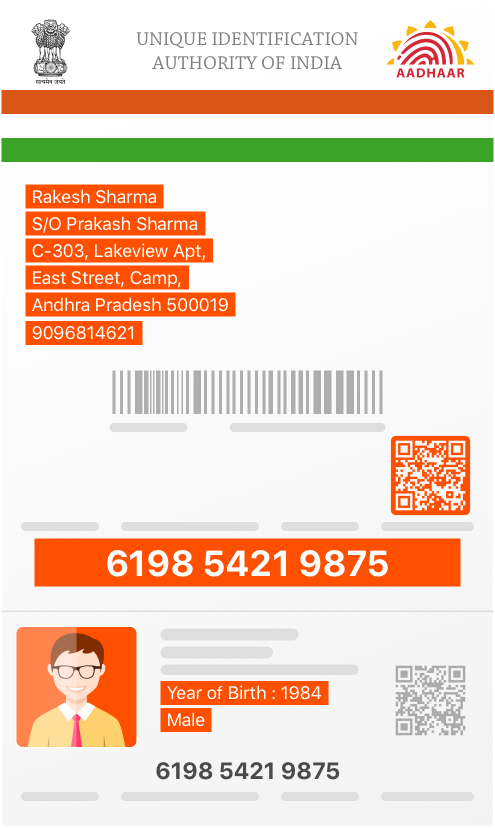 UNIQUE IDENTIFICATION
AUTHORITY OF INDIA
सत्यमेव जयते
AADHAAR
Rakesh Sharma
S/O Prakash Sharma
C-303, Lakeview Apt,
East Street, Camp,
Andhra Pradesh 500019
9096814621
6198 5421 9875
Year of Birth : 1984
Male
6198 5421 9875